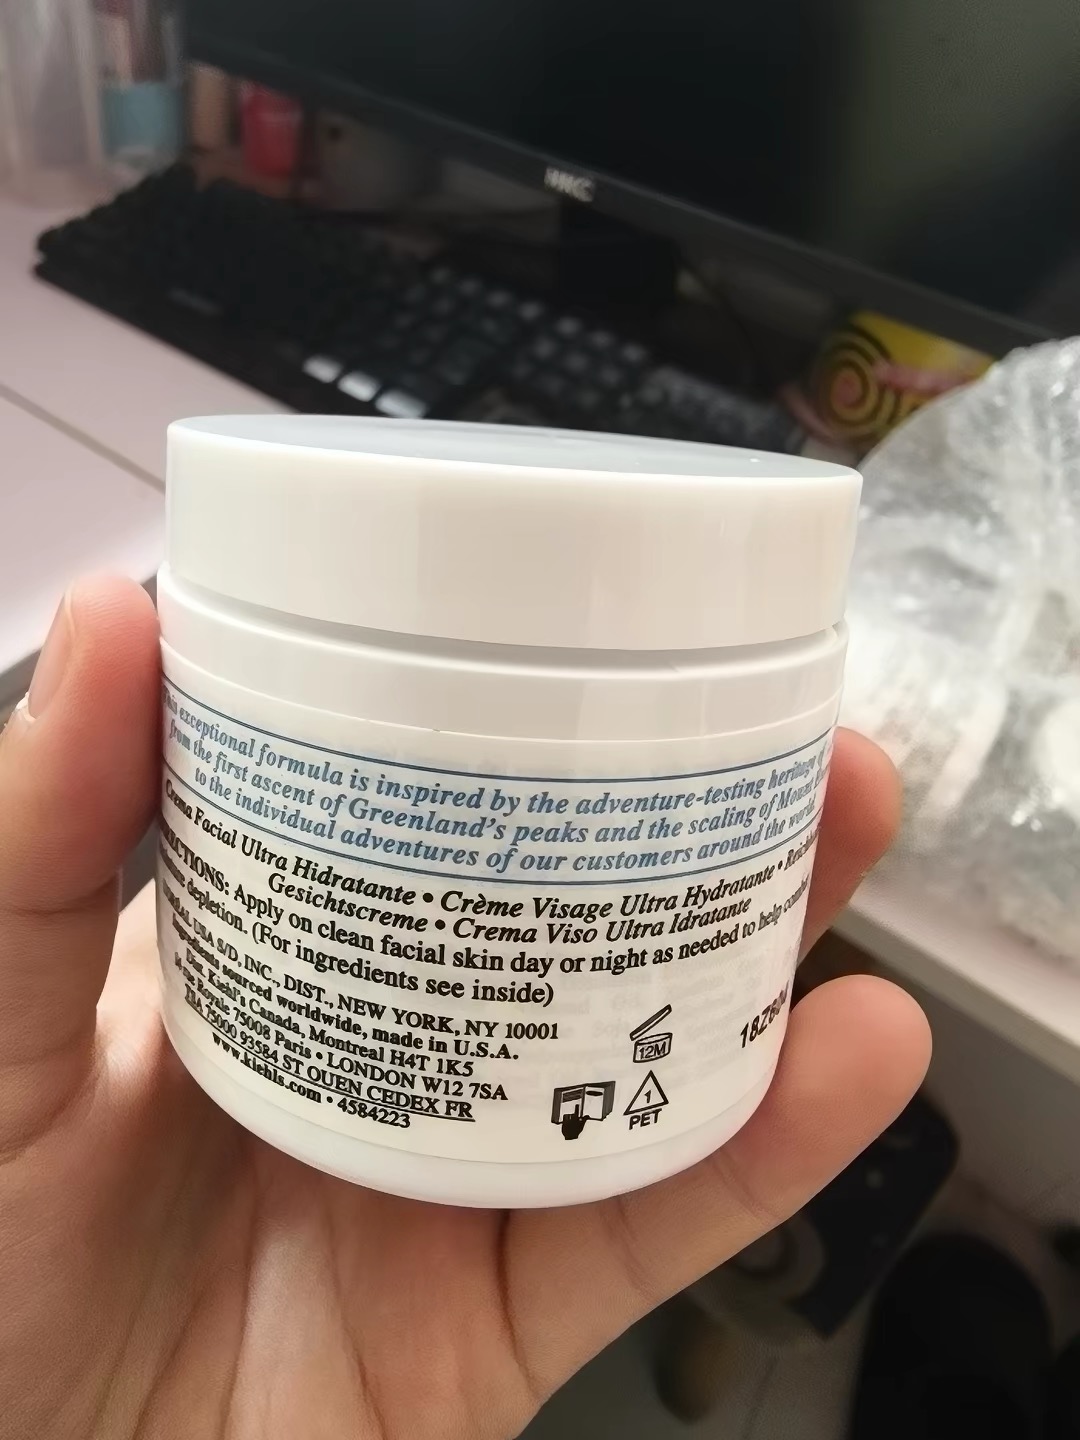 HKC
exceptional formula is inspired by the adventure-testing heritage of
from the first ascent of Greenland's peaks and the scaling of Mount
to the individual adventures of our customers around the world.
Crema Facial Ultra Hidratante • Crème Visage Ultra Hydratante •
Gesichtscreme • Crema Viso Ultra Idratante
Apply on clean facial skin day or night as needed to help
depletion. (For ingredients see inside)
USA S/D, INC., DIST., NEW YORK, NY 10001
Ingredients sourced worldwide, made in U.S.A.
Dist. Kiehl's Canada, Montreal H4T 1K5
Royale 75008 Paris • LONDON W12 7SA
75000 93584 ST OUEN CEDEX FR
www.kiehls.com • 4584223
12M
1
PET